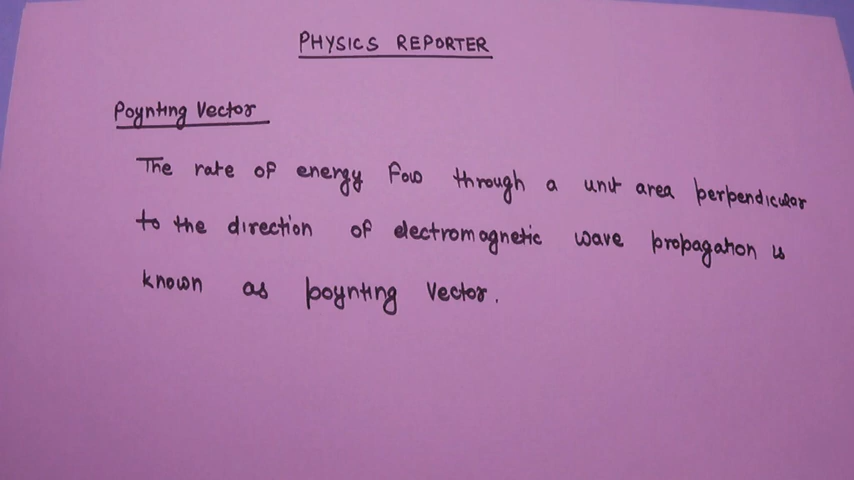 PHYSICS REPORTER
Poynting Vector
The rate of energy fow through a unit area perpendicular
to the direction of electromagnetic wave propagation is
known as poynting vector.